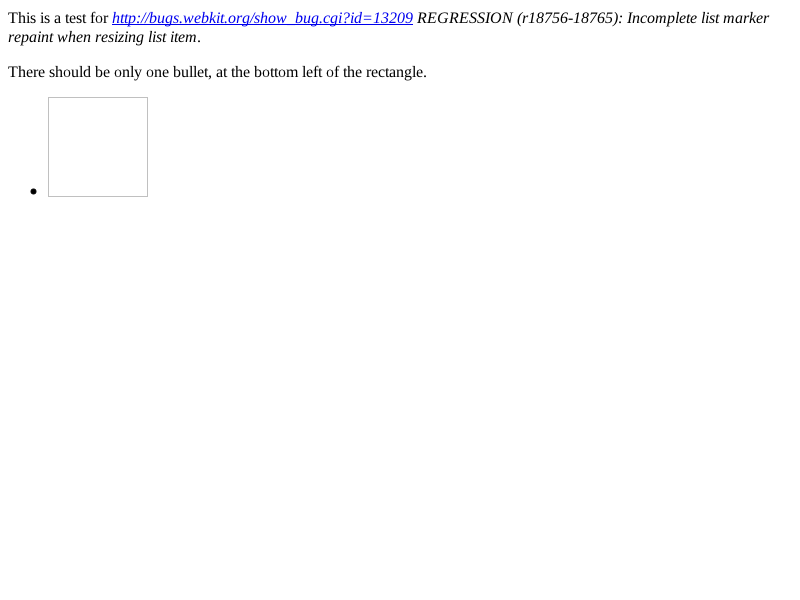 This is a test for http://bugs.webkit.org/show_bug.cgi?id=13209 REGRESSION (r18756-18765): Incomplete list marker
repaint when resizing list item.
There should be only one bullet, at the bottom left of the rectangle.